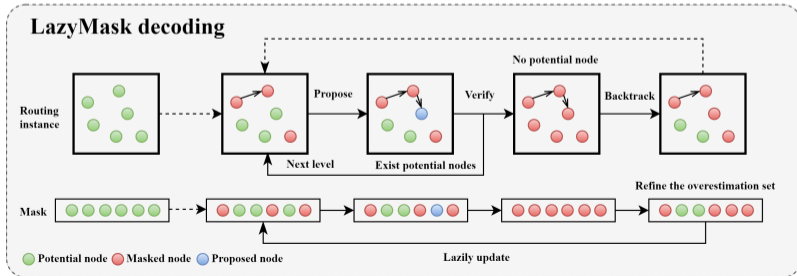 LazyMask decoding
No potential node
Propose
Verify
Backtrack
Routing
instance
Next level
Exist potential nodes
Refine the overestimation set
Mask
Potential node
Masked node
Proposed node
Lazily update